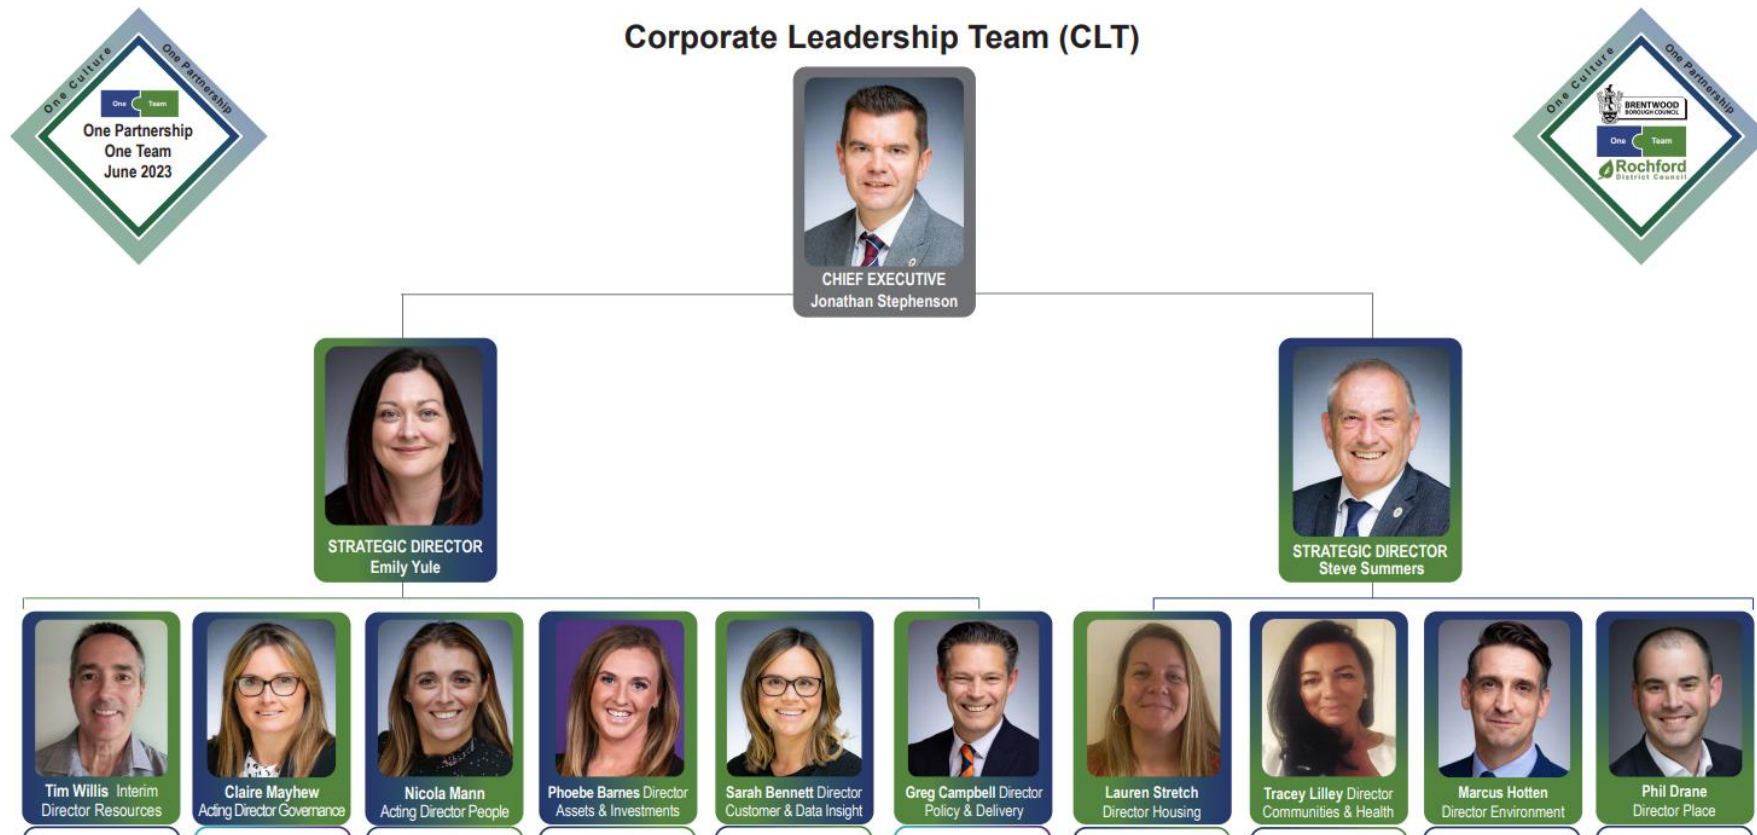 Corporate Leadership Team (CLT)
One Culture
One Partnership
One Team
One Partnership
One Team
June 2023
One Culture
One Partnership
BRENTWOOD
BOROUGH COUNCIL
One Team
Rochford
District Council
CHIEF EXECUTIVE
Jonathan Stephenson
STRATEGIC DIRECTOR
Emily Yule
STRATEGIC DIRECTOR
Steve Summers
Tim Willis Interim
Director Resources
Claire Mayhew
Acting Director Governance
Nicola Mann
Acting Director People
Phoebe Barnes Director
Assets & Investments
Sarah Bennett Director
Customer & Data Insight
Greg Campbell Director
Policy & Delivery
Lauren Stretch
Director Housing
Tracey Lilley Director
Communities & Health
Marcus Hotten
Director Environment
Phil Drane
Director Place